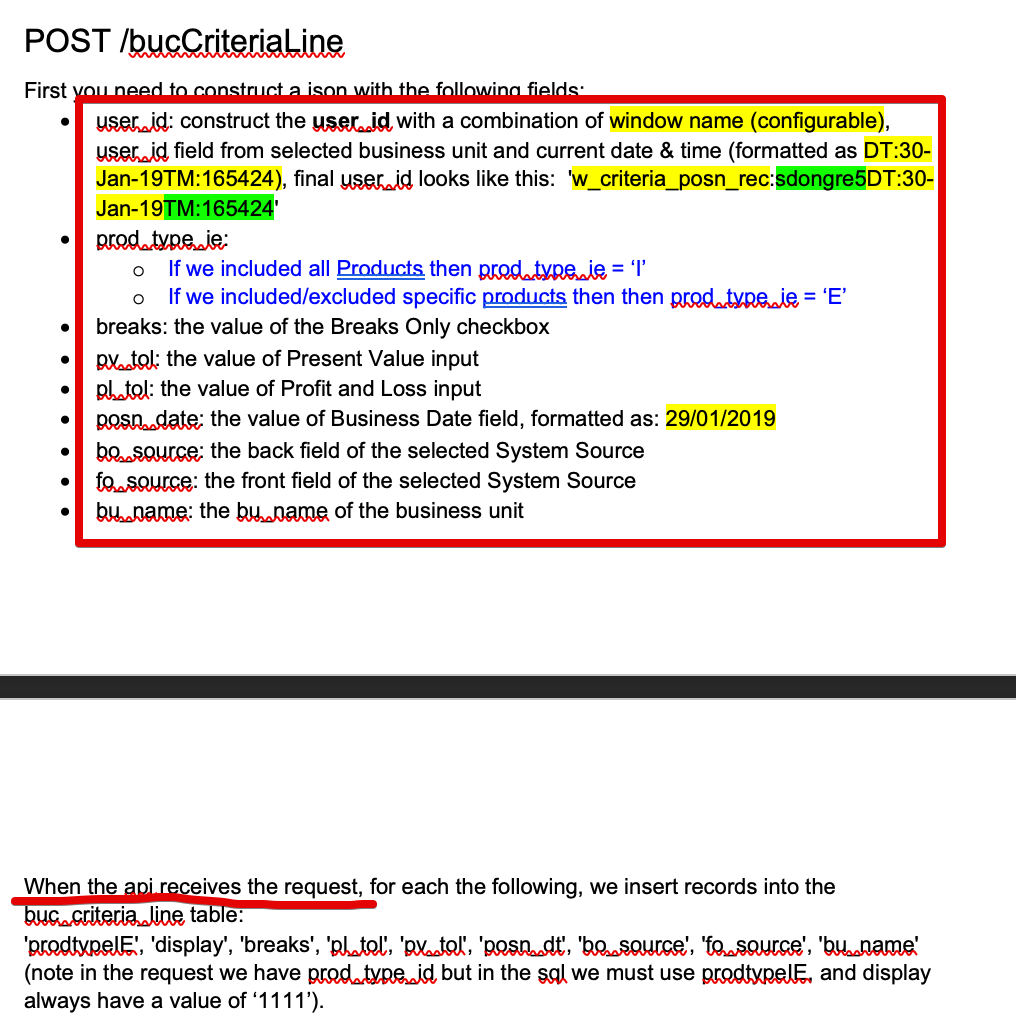 POST /bucCriteriaLine
First you need to construct a json with the following fields:
• user_id: construct the user_id with a combination of window name (configurable),
user_id field from selected business unit and current date & time (formatted as DT:30-
Jan-19TM:165424), final user_id looks like this: 'w_criteria_posn_rec:sdongre5DT:30-
Jan-19TM:165424'
• prod_type_ie:
o If we included all Products then prod_type_ie = ‘I’
o If we included/excluded specific products then then prod_type_ie = ‘E’
• breaks: the value of the Breaks Only checkbox
• pv_tol: the value of Present Value input
• pl_tol: the value of Profit and Loss input
• posn_date: the value of Business Date field, formatted as: 29/01/2019
• bo_source: the back field of the selected System Source
• fo_source: the front field of the selected System Source
• bu_name: the bu_name of the business unit
When the api receives the request, for each the following, we insert records into the
buc_criteria_line table:
'prodtypeIE', 'display', 'breaks', 'pl_tol', 'pv_tol', 'posn_dt', 'bo_source', 'fo_source', 'bu_name'
(note in the request we have prod_type_id but in the sql we must use prodtypeIE, and display
always have a value of ‘1111’).